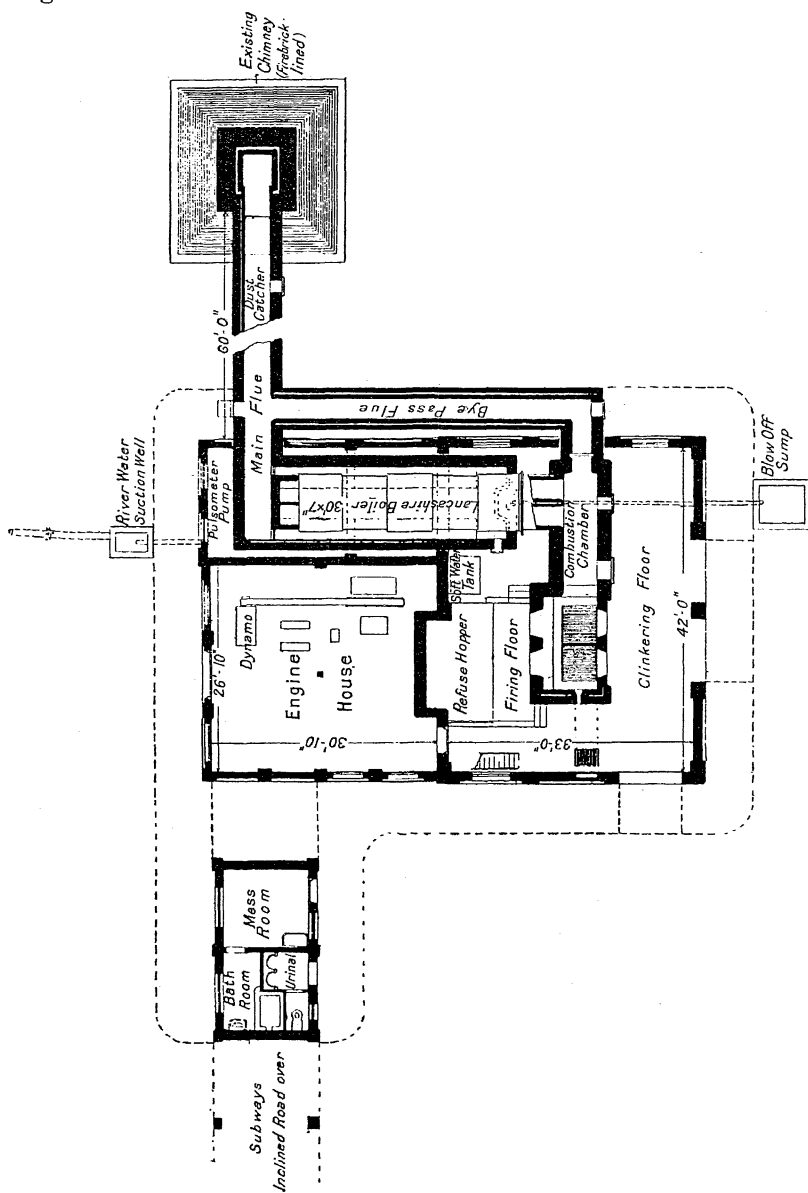 Existing
Chimney
(Firebrick-
lined)
Dust
Catcher
60'-0"
Main Flue
Bye Pass Flue
River Water
Suction Well
Pulsometer
Pump
Lancashire Boiler
30'x7"
Blow Off
Sump
Combustion
Chamber
Soft Water
Tank
Dynamo
26'-10"
Engine
House
Refuse Hopper
Firing Floor
Clinkering Floor
42'-0"
30'-10"
33'-0"
Mass
Room
Bath
Room
Urinal
Subways
Inclined Road over